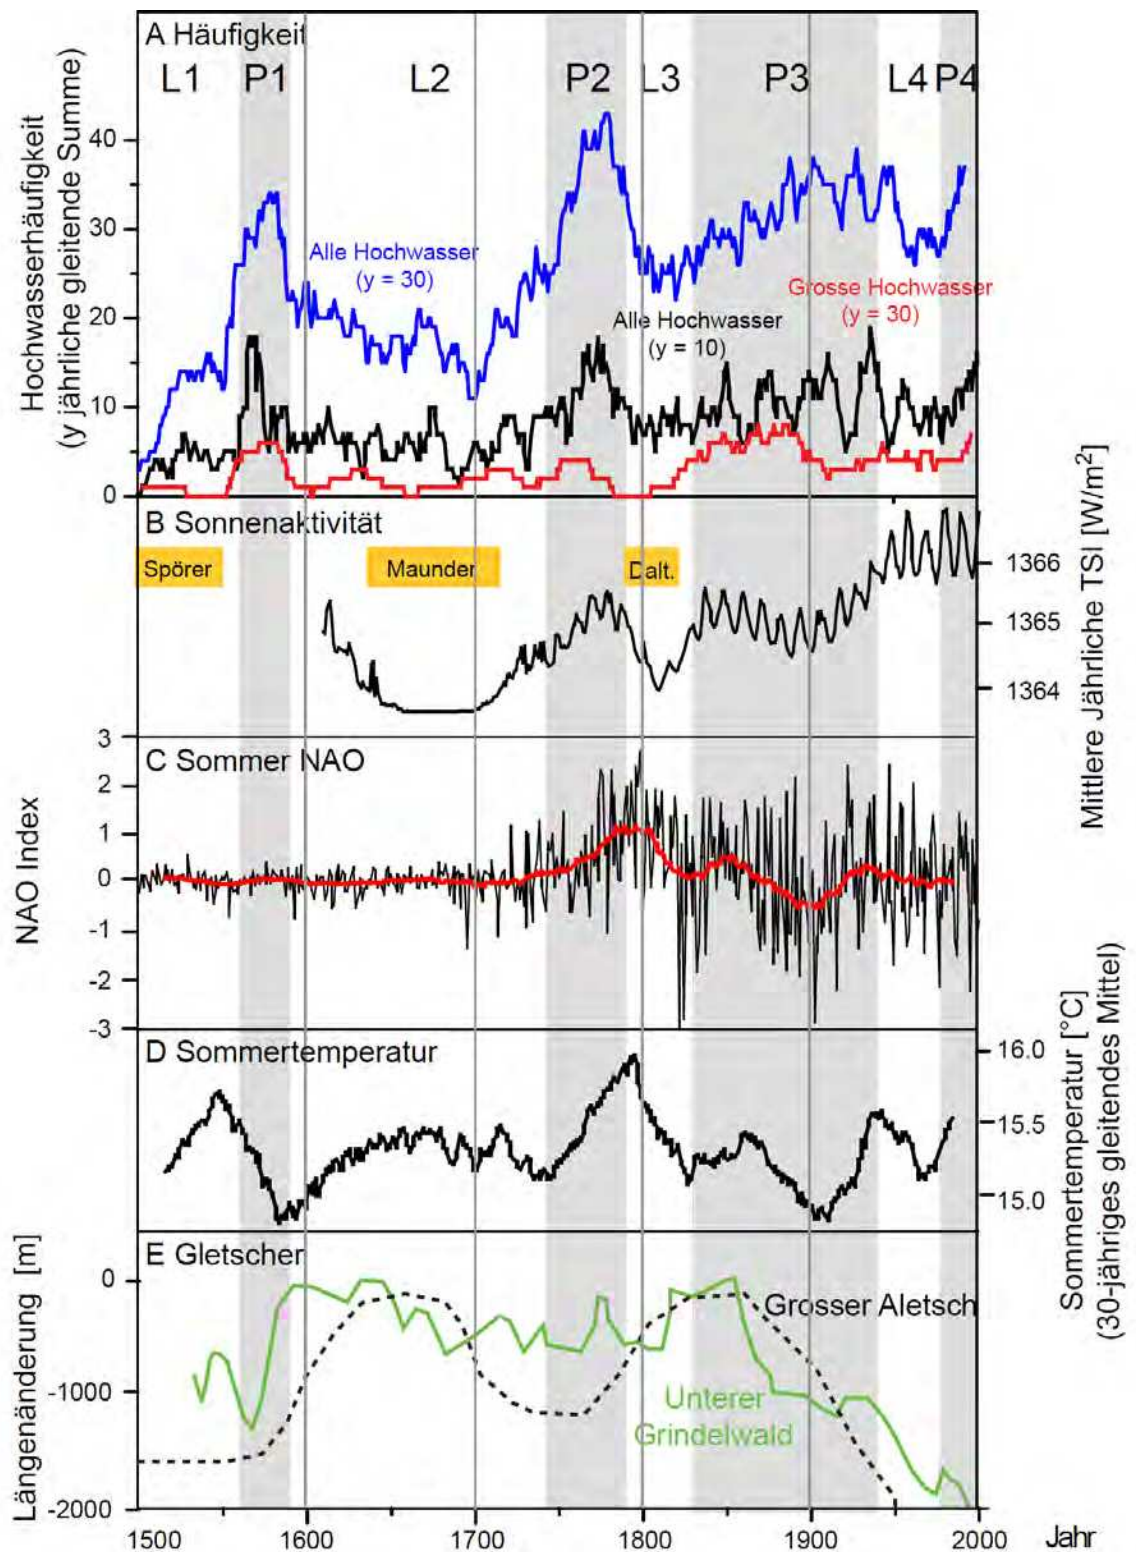 A Häufigkeit
L1 P1 L2 P2 L3 P3 L4 P4
Hochwasserhäufigkeit
(y jährliche gleitende Summe)
40
30
20
10
0
Alle Hochwasser
(y = 30)
Grosse Hochwasser
(y = 30)
Alle Hochwasser
(y = 10)
B Sonnenaktivität
Spörer
Maunder
Dalt.
1366
1365
1364
Mittlere Jährliche TSI [W/m²]
C Sommer NAO
NAO Index
3
2
1
0
-1
-2
-3
D Sommertemperatur
16.0
15.5
15.0
Sommertemperatur [°C]
(30-jähriges gleitendes Mittel)
E Gletscher
Längenänderung [m]
0
-1000
-2000
Grosser Aletsch
Unterer
Grindelwald
1500 1600 1700 1800 1900 2000 Jahr